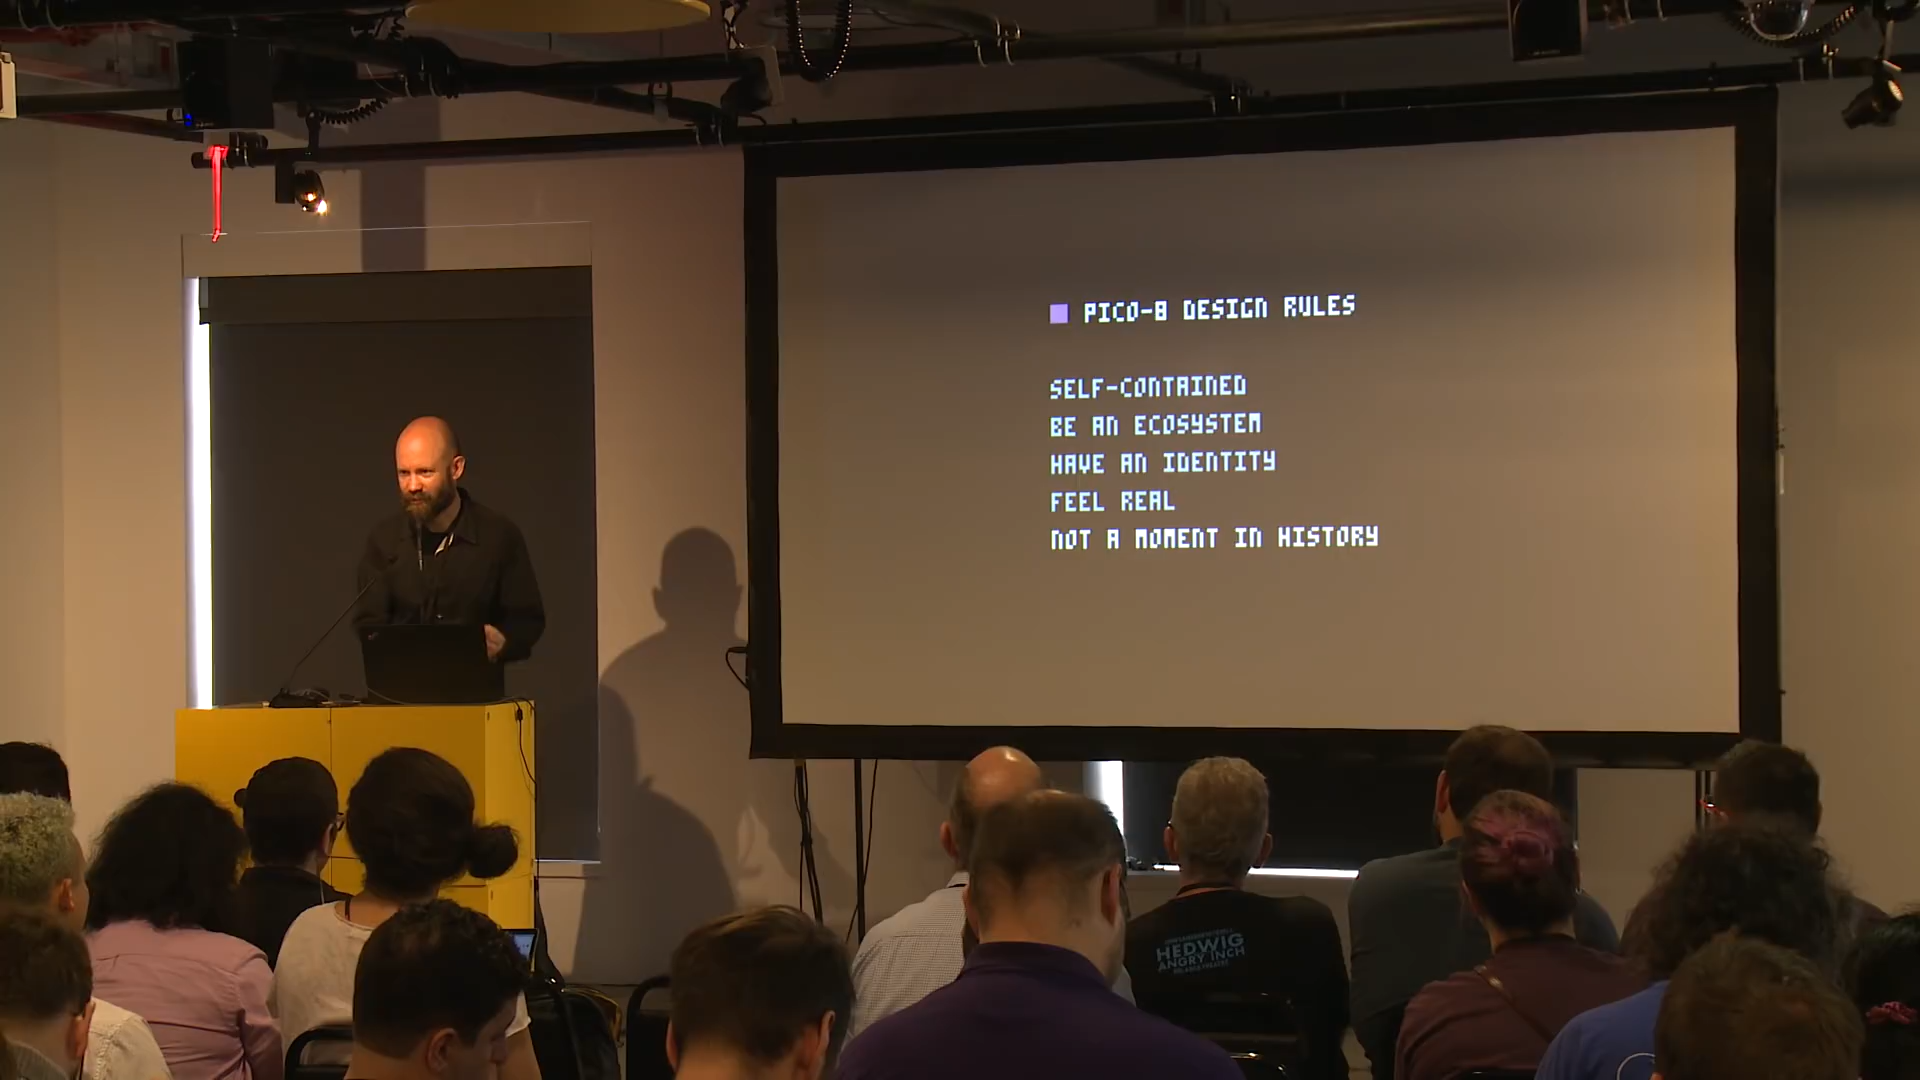 PICO-8 DESIGN RULES
SELF-CONTAINED
BE AN ECOSYSTEM
HAVE AN IDENTITY
FEEL REAL
NOT A MOMENT IN HISTORY
HEDWIG
ANGRY INCH